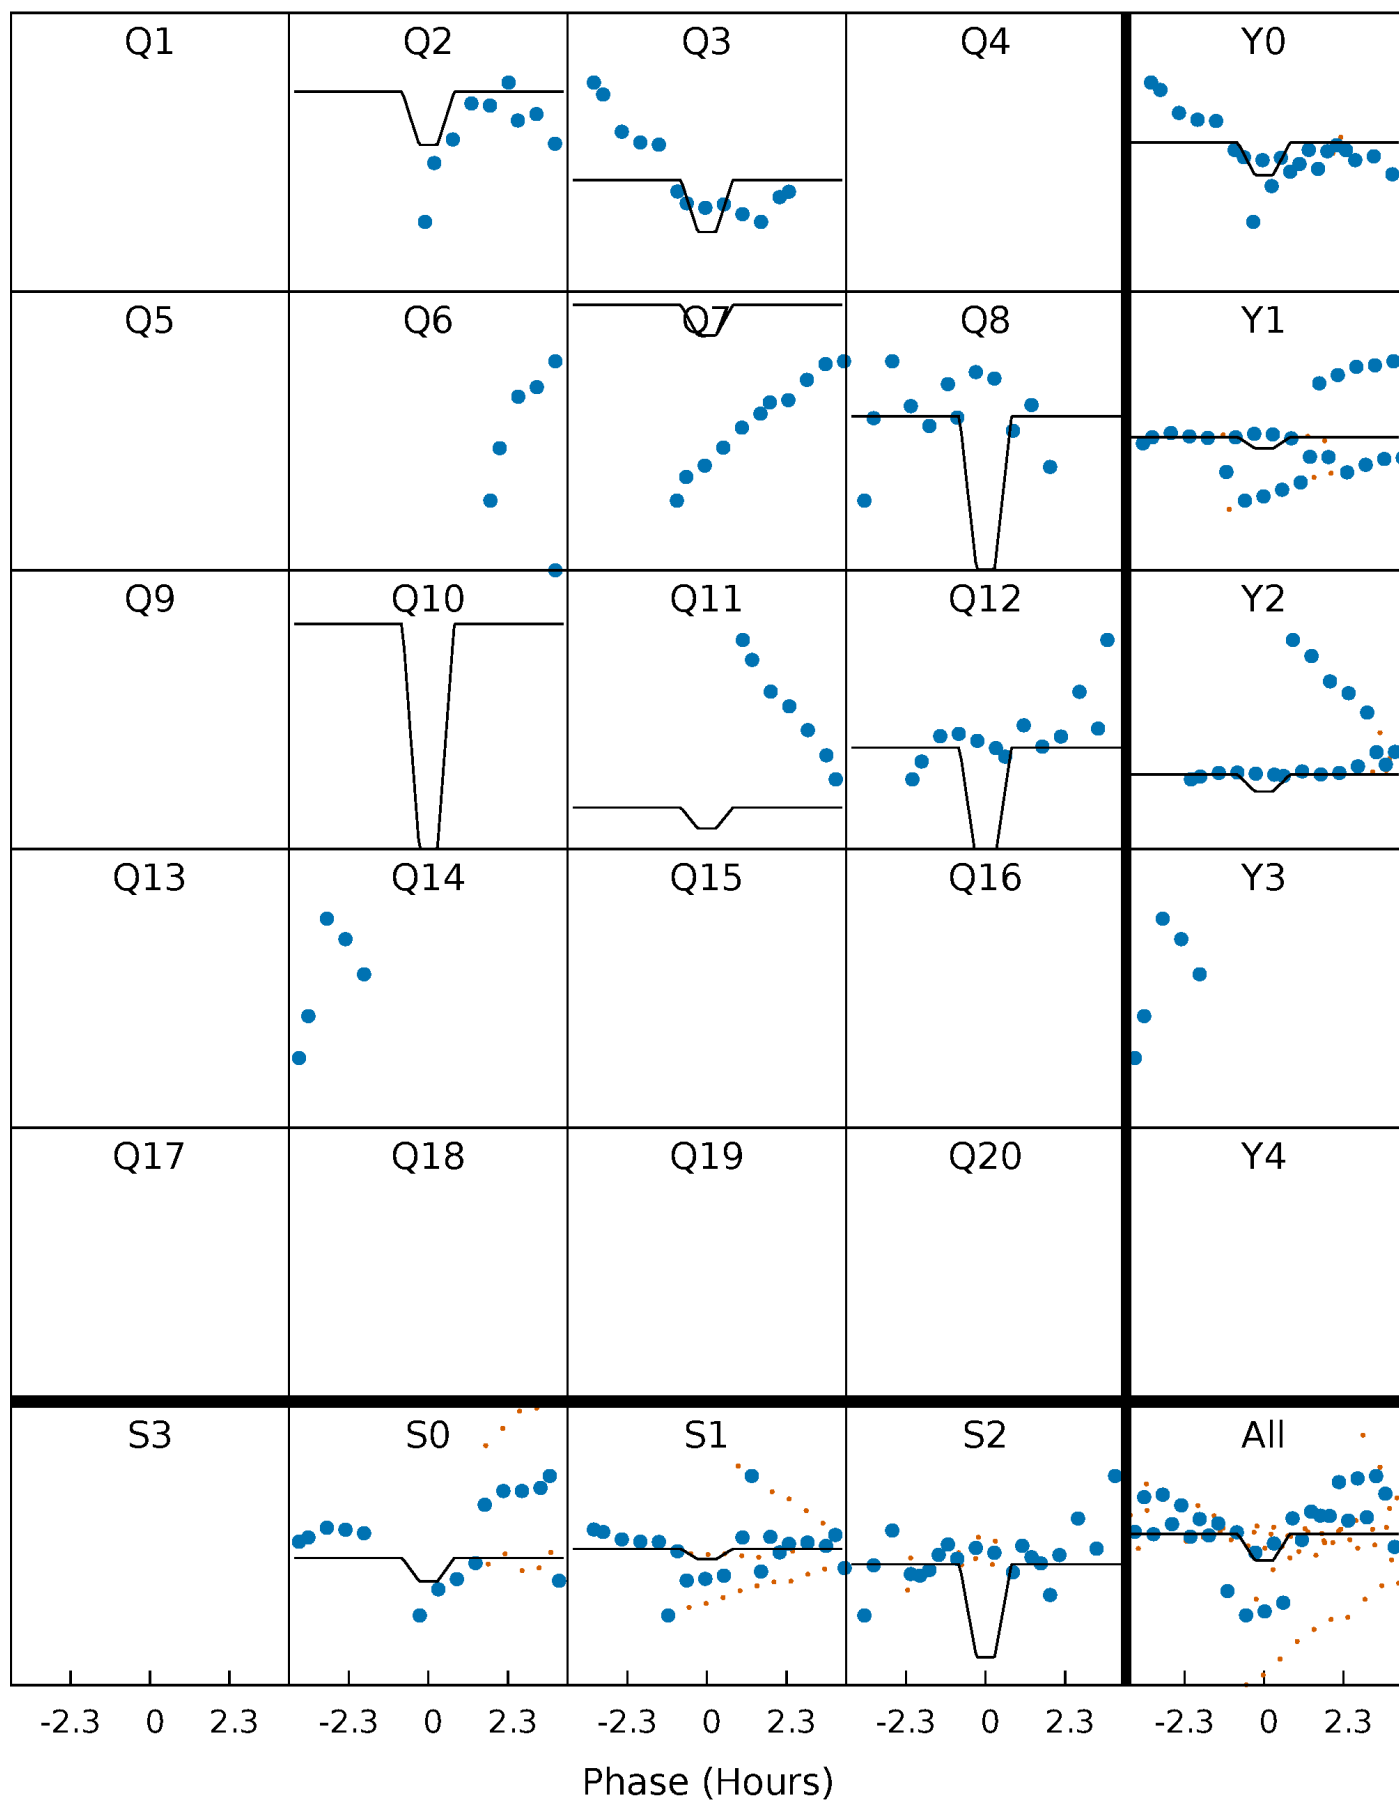 Q1 Q2 Q3 Q4 Y0
Q5 Q6 Q7 Q8 Y1
Q9 Q10 Q11 Q12 Y2
Q13 Q14 Q15 Q16 Y3
Q17 Q18 Q19 Q20 Y4
S3 S0 S1 S2 All
-2.3 0 2.3 -2.3 0 2.3 -2.3 0 2.3 -2.3 0 2.3 -2.3 0 2.3
Phase (Hours)